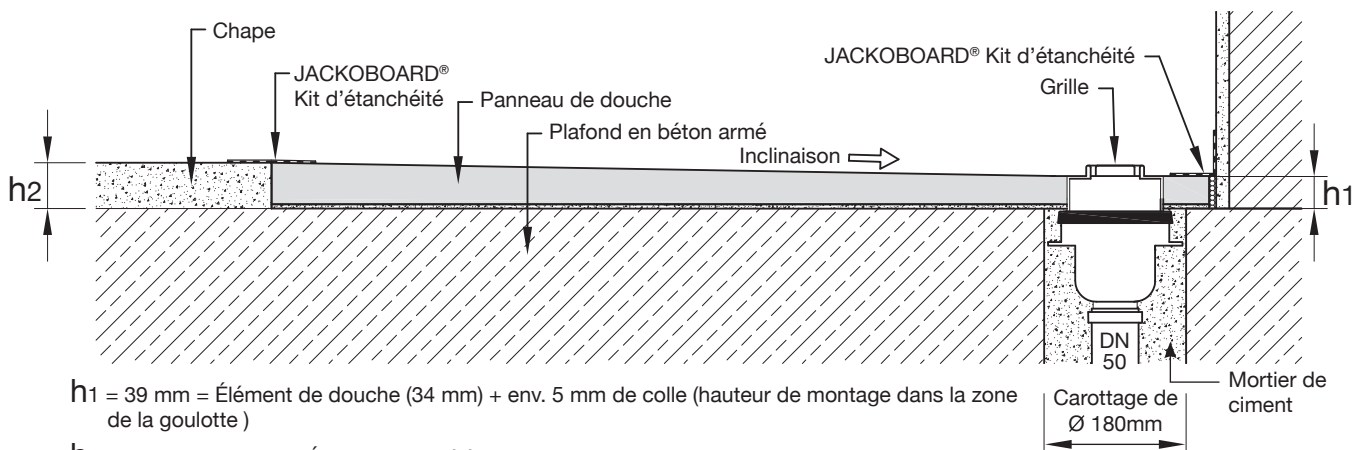 Chape
JACKOBOARD® Kit d'étanchéité
JACKOBOARD®
Kit d'étanchéité
Grille
Panneau de douche
Plafond en béton armé
Inclinaison
h2
h1
DN
50
h1 = 39 mm = Élément de douche (34 mm) + env. 5 mm de colle (hauteur de montage dans la zone
de la goulotte )
Carottage de
Ø 180mm
Mortier de
ciment